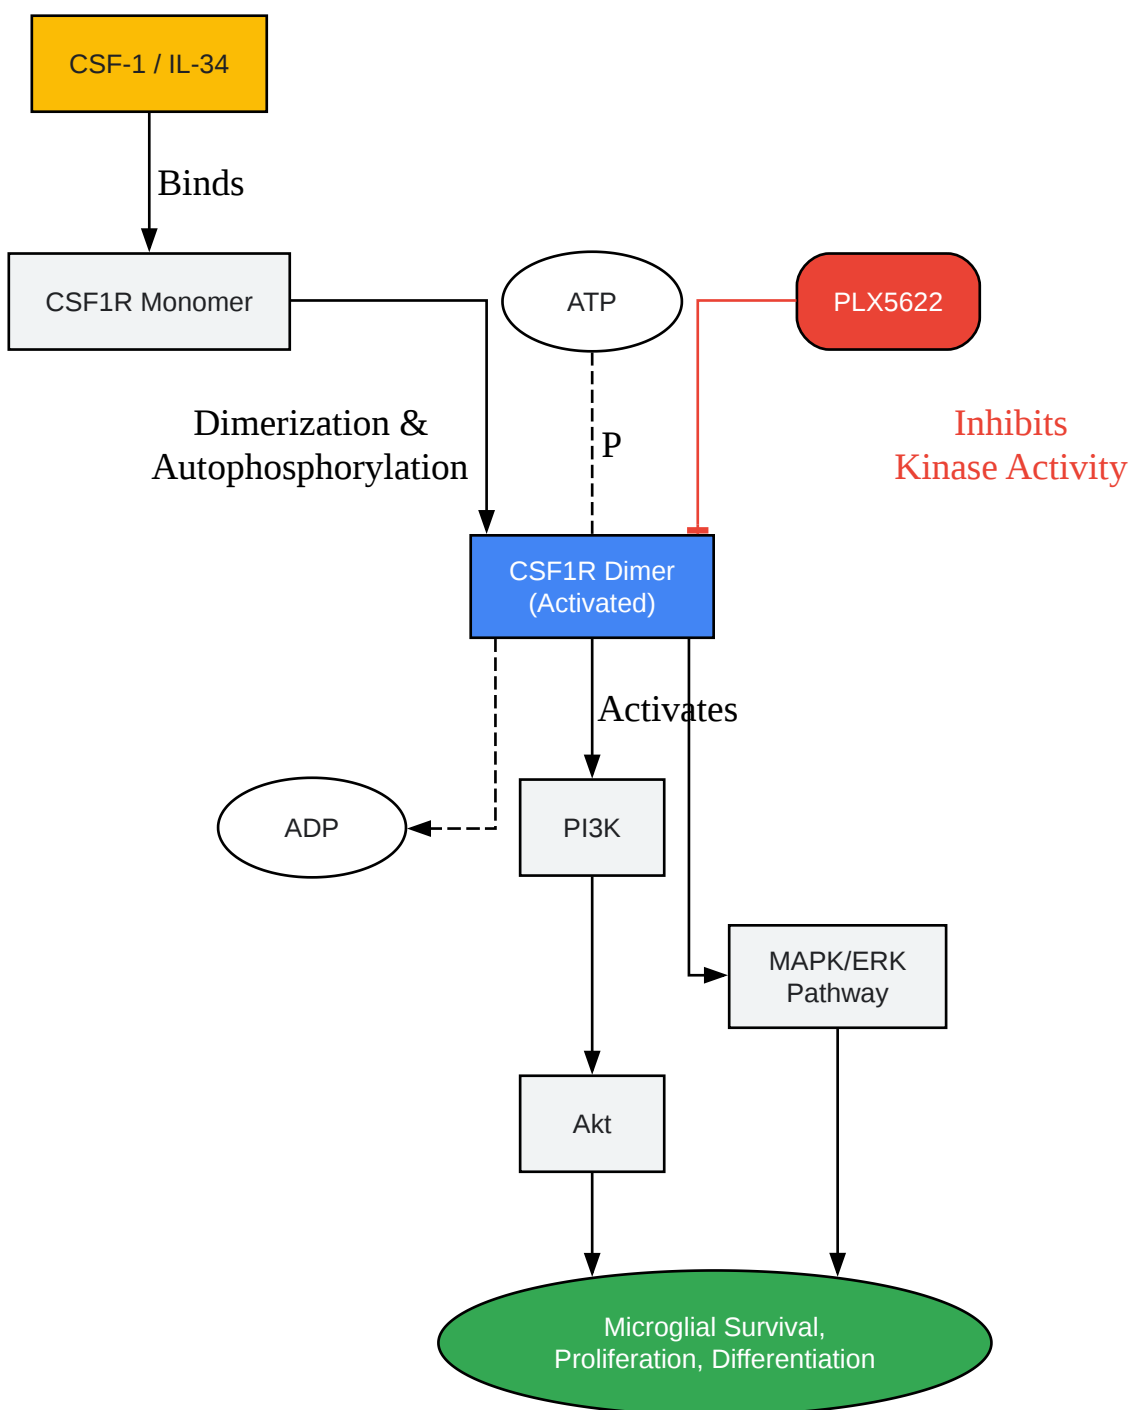 CSF-1 / IL-34
Binds
CSF1R Monomer
ATP
PLX5622
Dimerization &
Autophosphorylation
P
Inhibits
Kinase Activity
CSF1R Dimer
(Activated)
Activates
ADP
PI3K
MAPK/ERK
Pathway
Akt
Microglial Survival,
Proliferation, Differentiation